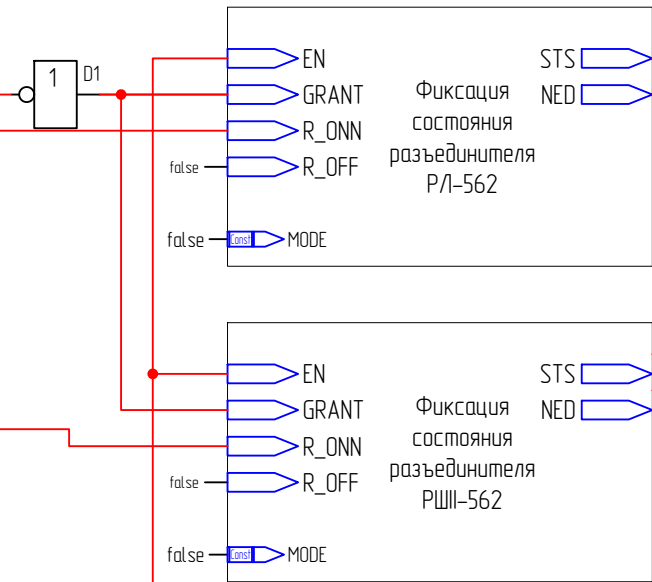 1 D1
EN
GRANT
R_ONN
false R_OFF
false Const MODE
Фиксация
состояния
разъединителя
РЛ-562
STS
NED
EN
GRANT
R_ONN
false R_OFF
false Const MODE
Фиксация
состояния
разъединителя
РШII-562
STS
NED